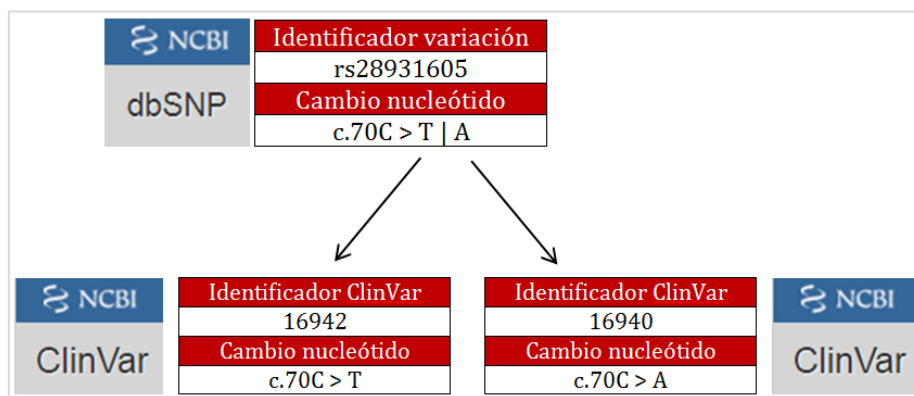 NCBI
dbSNP
Identificador variación
rs28931605
Cambio nucleótido
c.70C > T | A
NCBI
ClinVar
Identificador ClinVar
16942
Cambio nucleótido
c.70C > T
Identificador ClinVar
16940
Cambio nucleótido
c.70C > A
NCBI
ClinVar